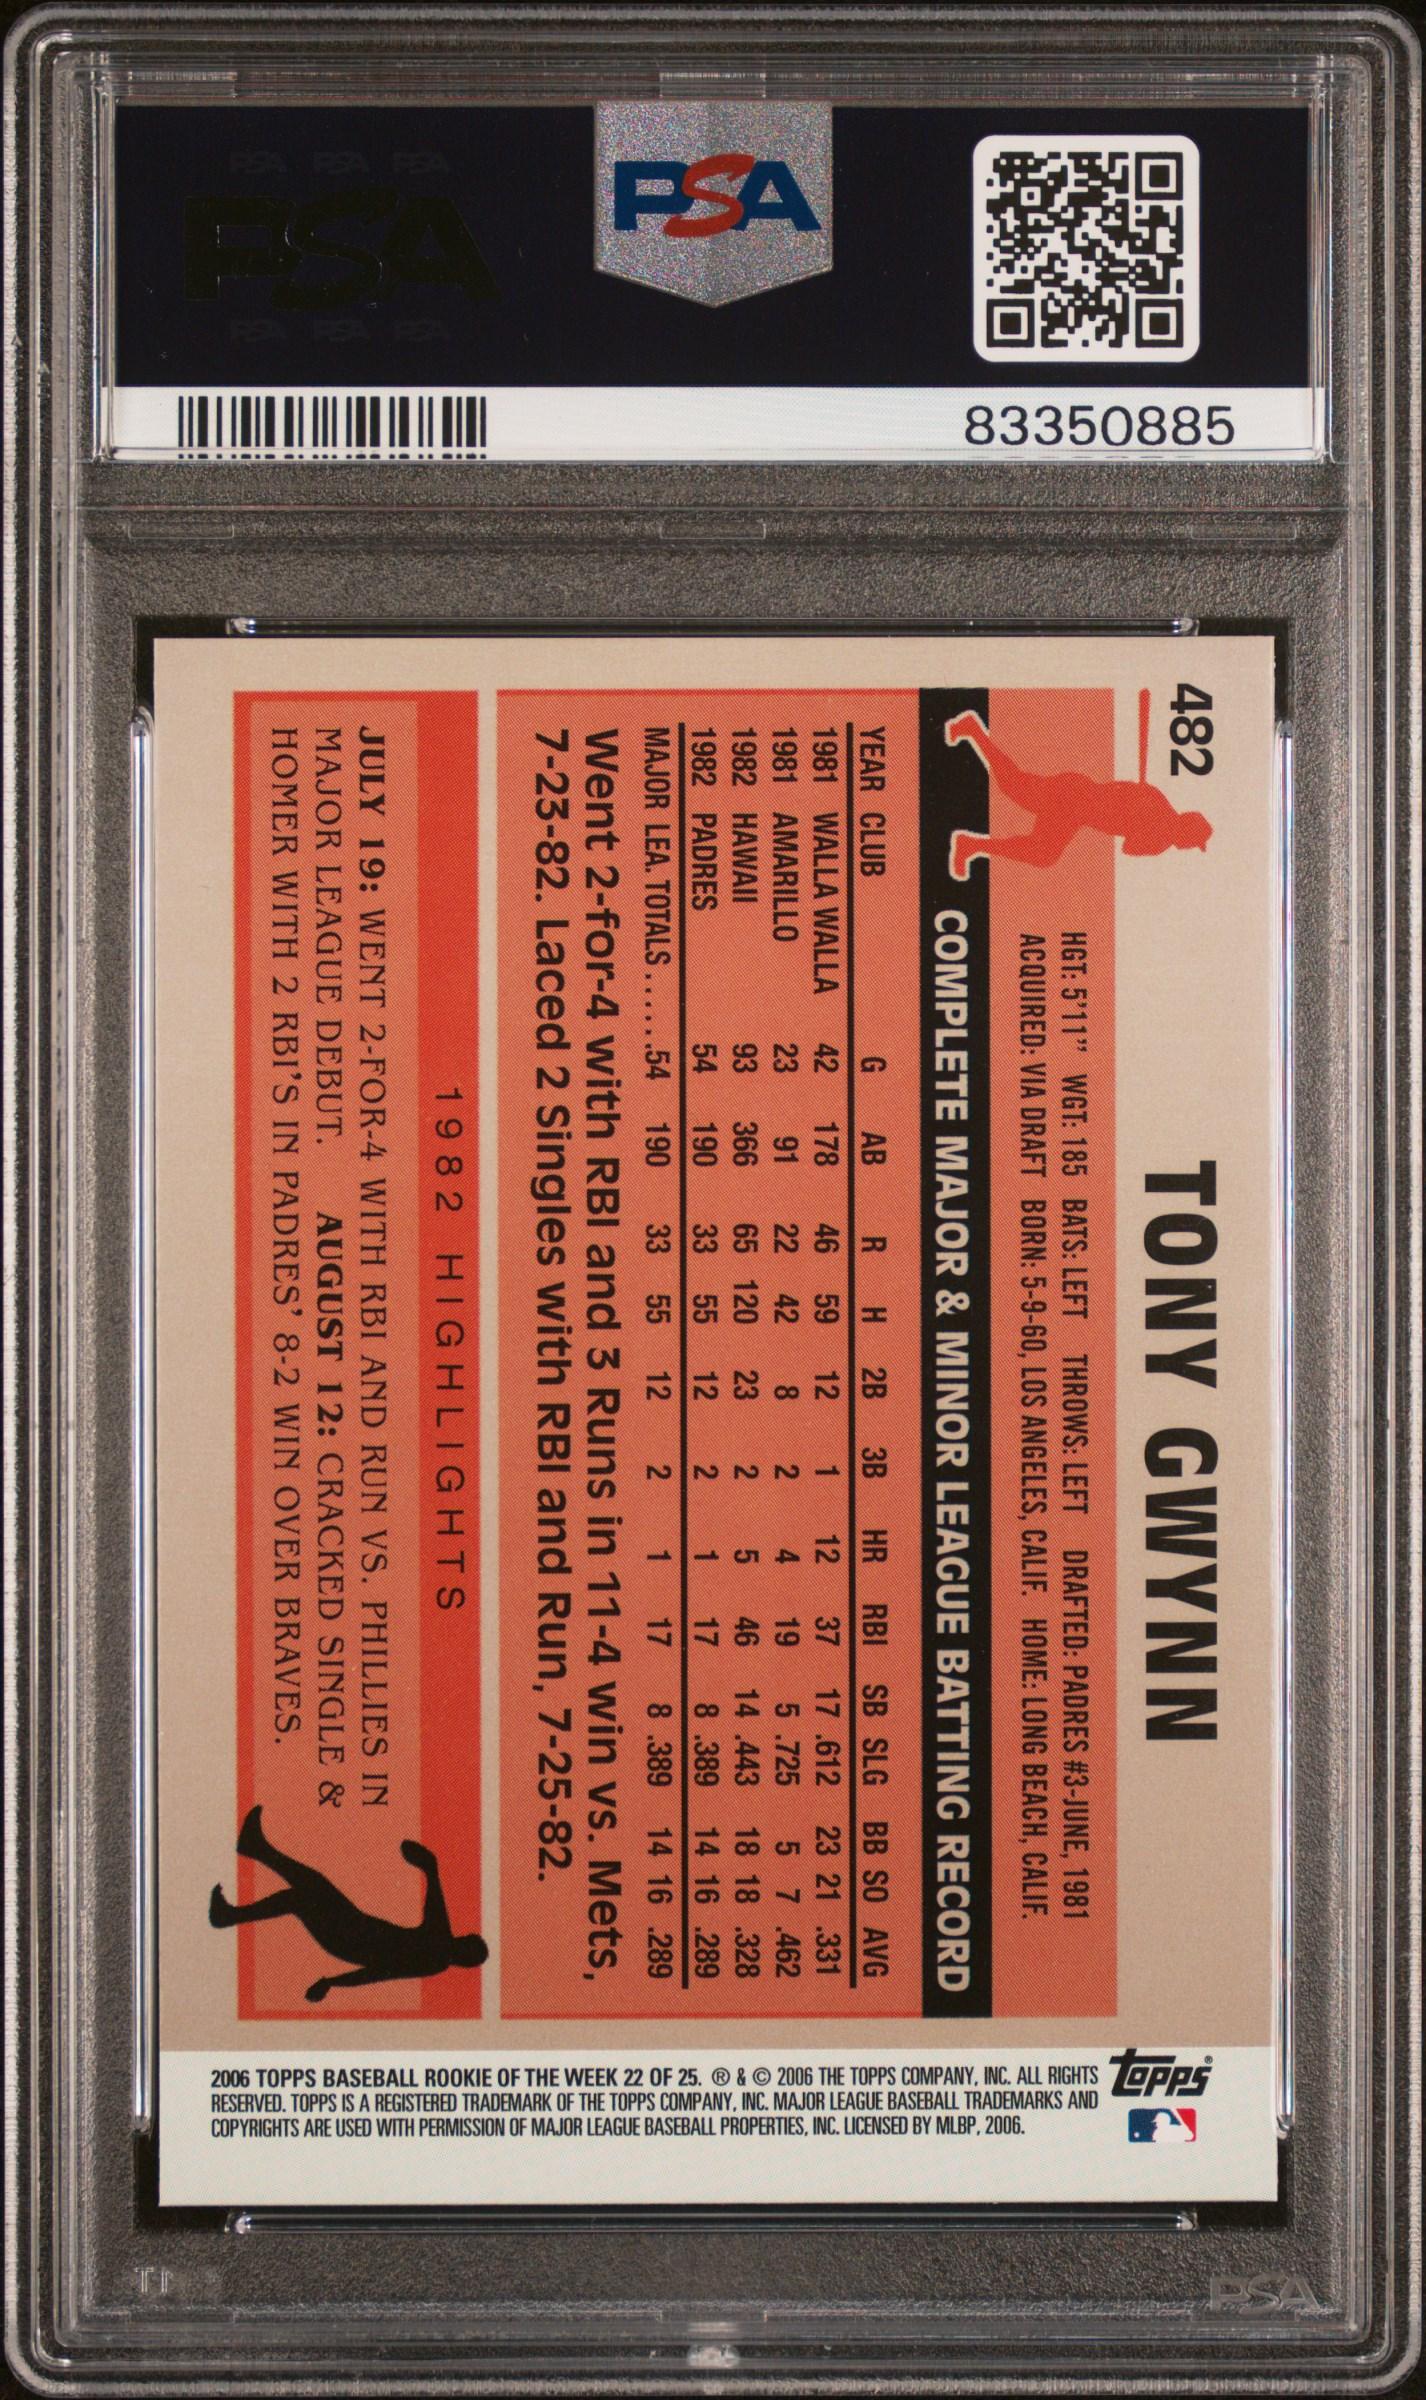 PSA PSA PSA
PSA
PSA PSA PSA
PSA
83350885
482
TONY GWYNN
HGT: 5'11" WGT: 185 BATS: LEFT THROWS: LEFT DRAFTED: PADRES #3-JUNE, 1981
ACQUIRED: VIA DRAFT BORN: 5-9-60, LOS ANGELES, CALIF. HOME: LONG BEACH, CALIF.
COMPLETE MAJOR & MINOR LEAGUE BATTING RECORD
YEAR CLUB G AB R H 2B 3B HR RBI SB SLG BB SO AVG
1981 WALLA WALLA 42 178 46 59 12 1 12 37 17 .612 23 21 .331
1981 AMARILLO 23 91 22 42 8 2 4 19 5 .725 5 7 .462
1982 HAWAII 93 366 65 120 23 2 5 46 14 .443 18 18 .328
1982 PADRES 54 190 33 55 12 2 1 17 8 .389 14 16 .289
MAJOR LEA. TOTALS......54 190 33 55 12 2 1 17 8 .389 14 16 .289
Went 2-for-4 with RBI and 3 Runs in 11-4 win vs. Mets,
7-23-82. Laced 2 Singles with RBI and Run, 7-25-82.
1982 HIGHLIGHTS
JULY 19: WENT 2-FOR-4 WITH RBI AND RUN VS. PHILLIES IN
MAJOR LEAGUE DEBUT. AUGUST 12: CRACKED SINGLE &
HOMER WITH 2 RBI'S IN PADRES' 8-2 WIN OVER BRAVES.
topps®
2006 TOPPS BASEBALL ROOKIE OF THE WEEK 22 OF 25. ® & © 2006 THE TOPPS COMPANY, INC. ALL RIGHTS
RESERVED. TOPPS IS A REGISTERED TRADEMARK OF THE TOPPS COMPANY, INC. MAJOR LEAGUE BASEBALL TRADEMARKS AND
COPYRIGHTS ARE USED WITH PERMISSION OF MAJOR LEAGUE BASEBALL PROPERTIES, INC. LICENSED BY MLBP, 2006.
PSA